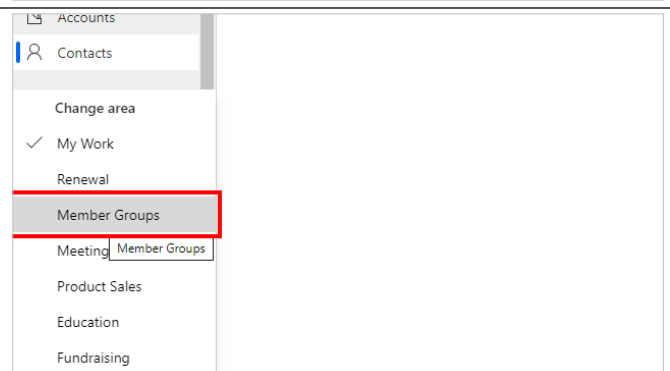 Accounts
Contacts
Change area
My Work
Renewal
Member Groups
Meeting
Member Groups
Product Sales
Education
Fundraising